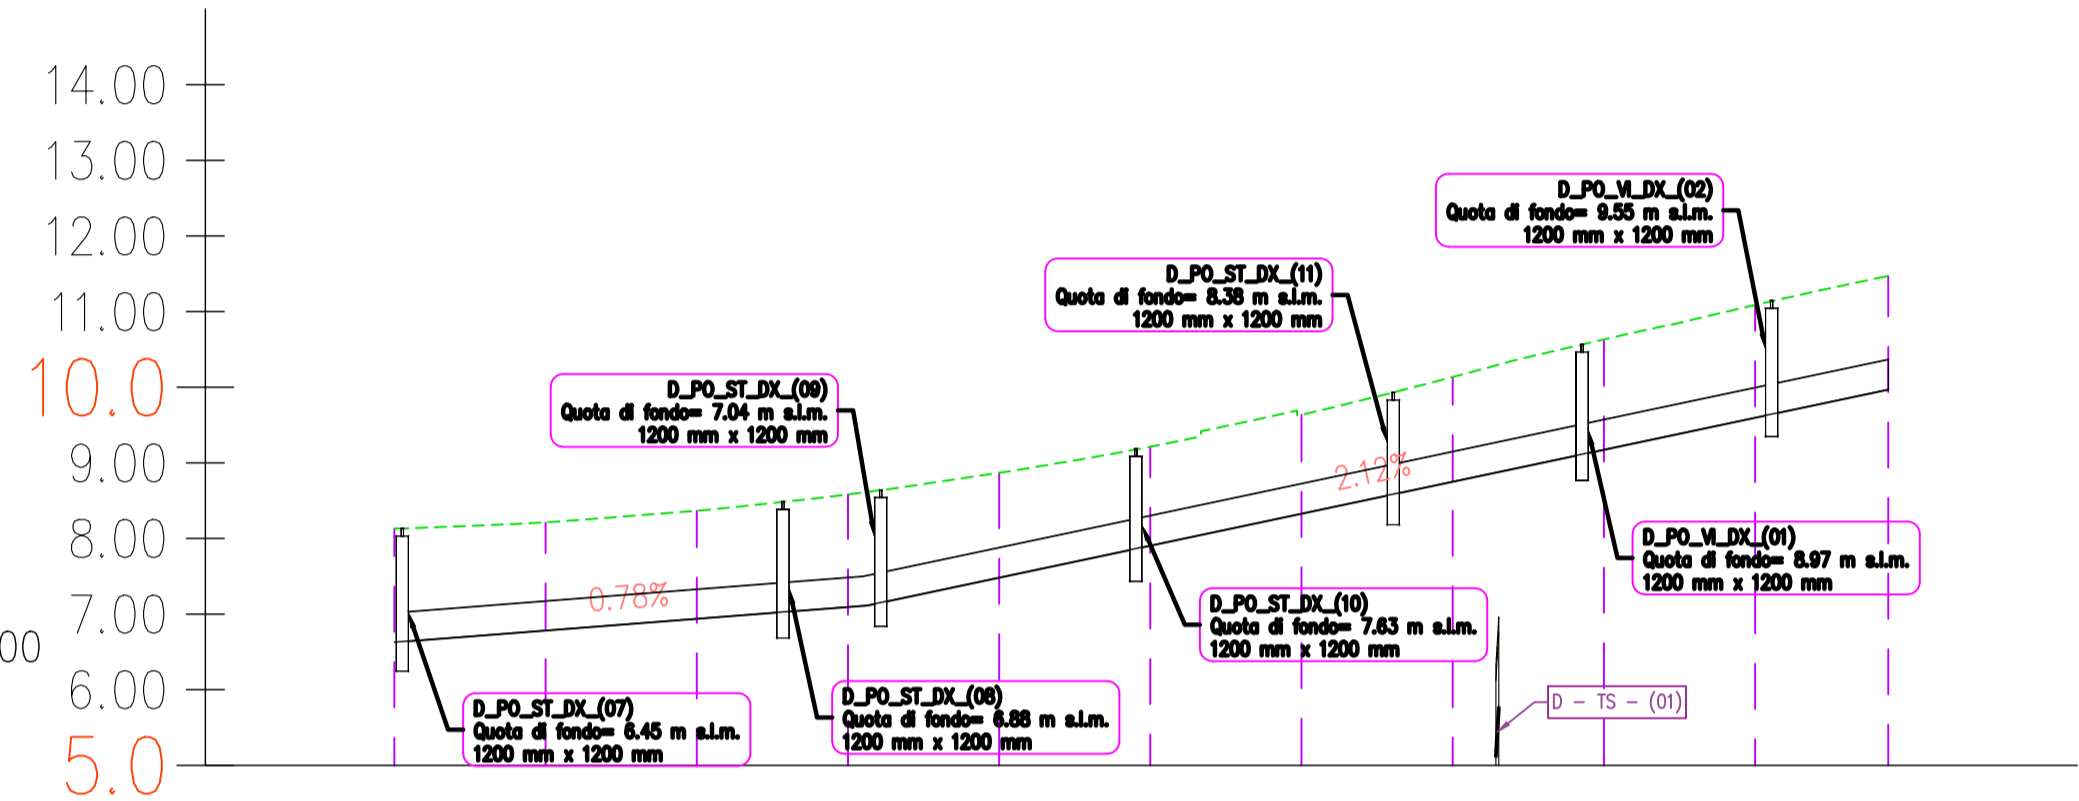 14.00
13.00
12.00
11.00
10.0
9.00
8.00
7.00
00
6.00
5.0
D_PO_VI_DX_(02)
Quota di fondo= 9.55 m s.l.m.
1200 mm x 1200 mm
D_PO_ST_DX_(11)
Quota di fondo= 8.38 m s.l.m.
1200 mm x 1200 mm
D_PO_ST_DX_(09)
Quota di fondo= 7.04 m s.l.m.
1200 mm x 1200 mm
2.12%
0.78%
D_PO_VI_DX_(01)
Quota di fondo= 8.97 m s.l.m.
1200 mm x 1200 mm
D_PO_ST_DX_(10)
Quota di fondo= 7.63 m s.l.m.
1200 mm x 1200 mm
D_PO_ST_DX_(08)
Quota di fondo= 6.88 m s.l.m.
1200 mm x 1200 mm
D_PO_ST_DX_(07)
Quota di fondo= 6.45 m s.l.m.
1200 mm x 1200 mm
D - TS - (01)